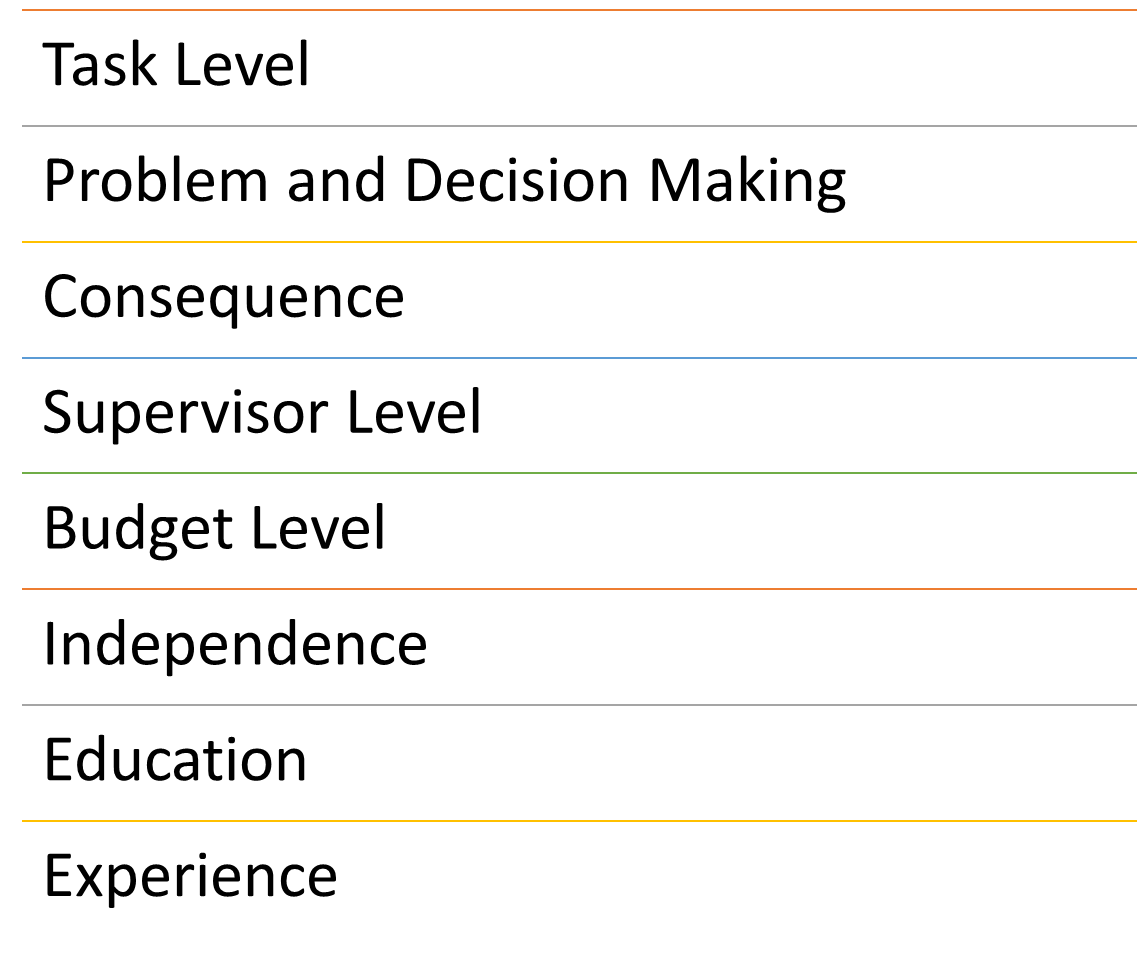 Task Level
Problem and Decision Making
Consequence
Supervisor Level
Budget Level
Independence
Education
Experience